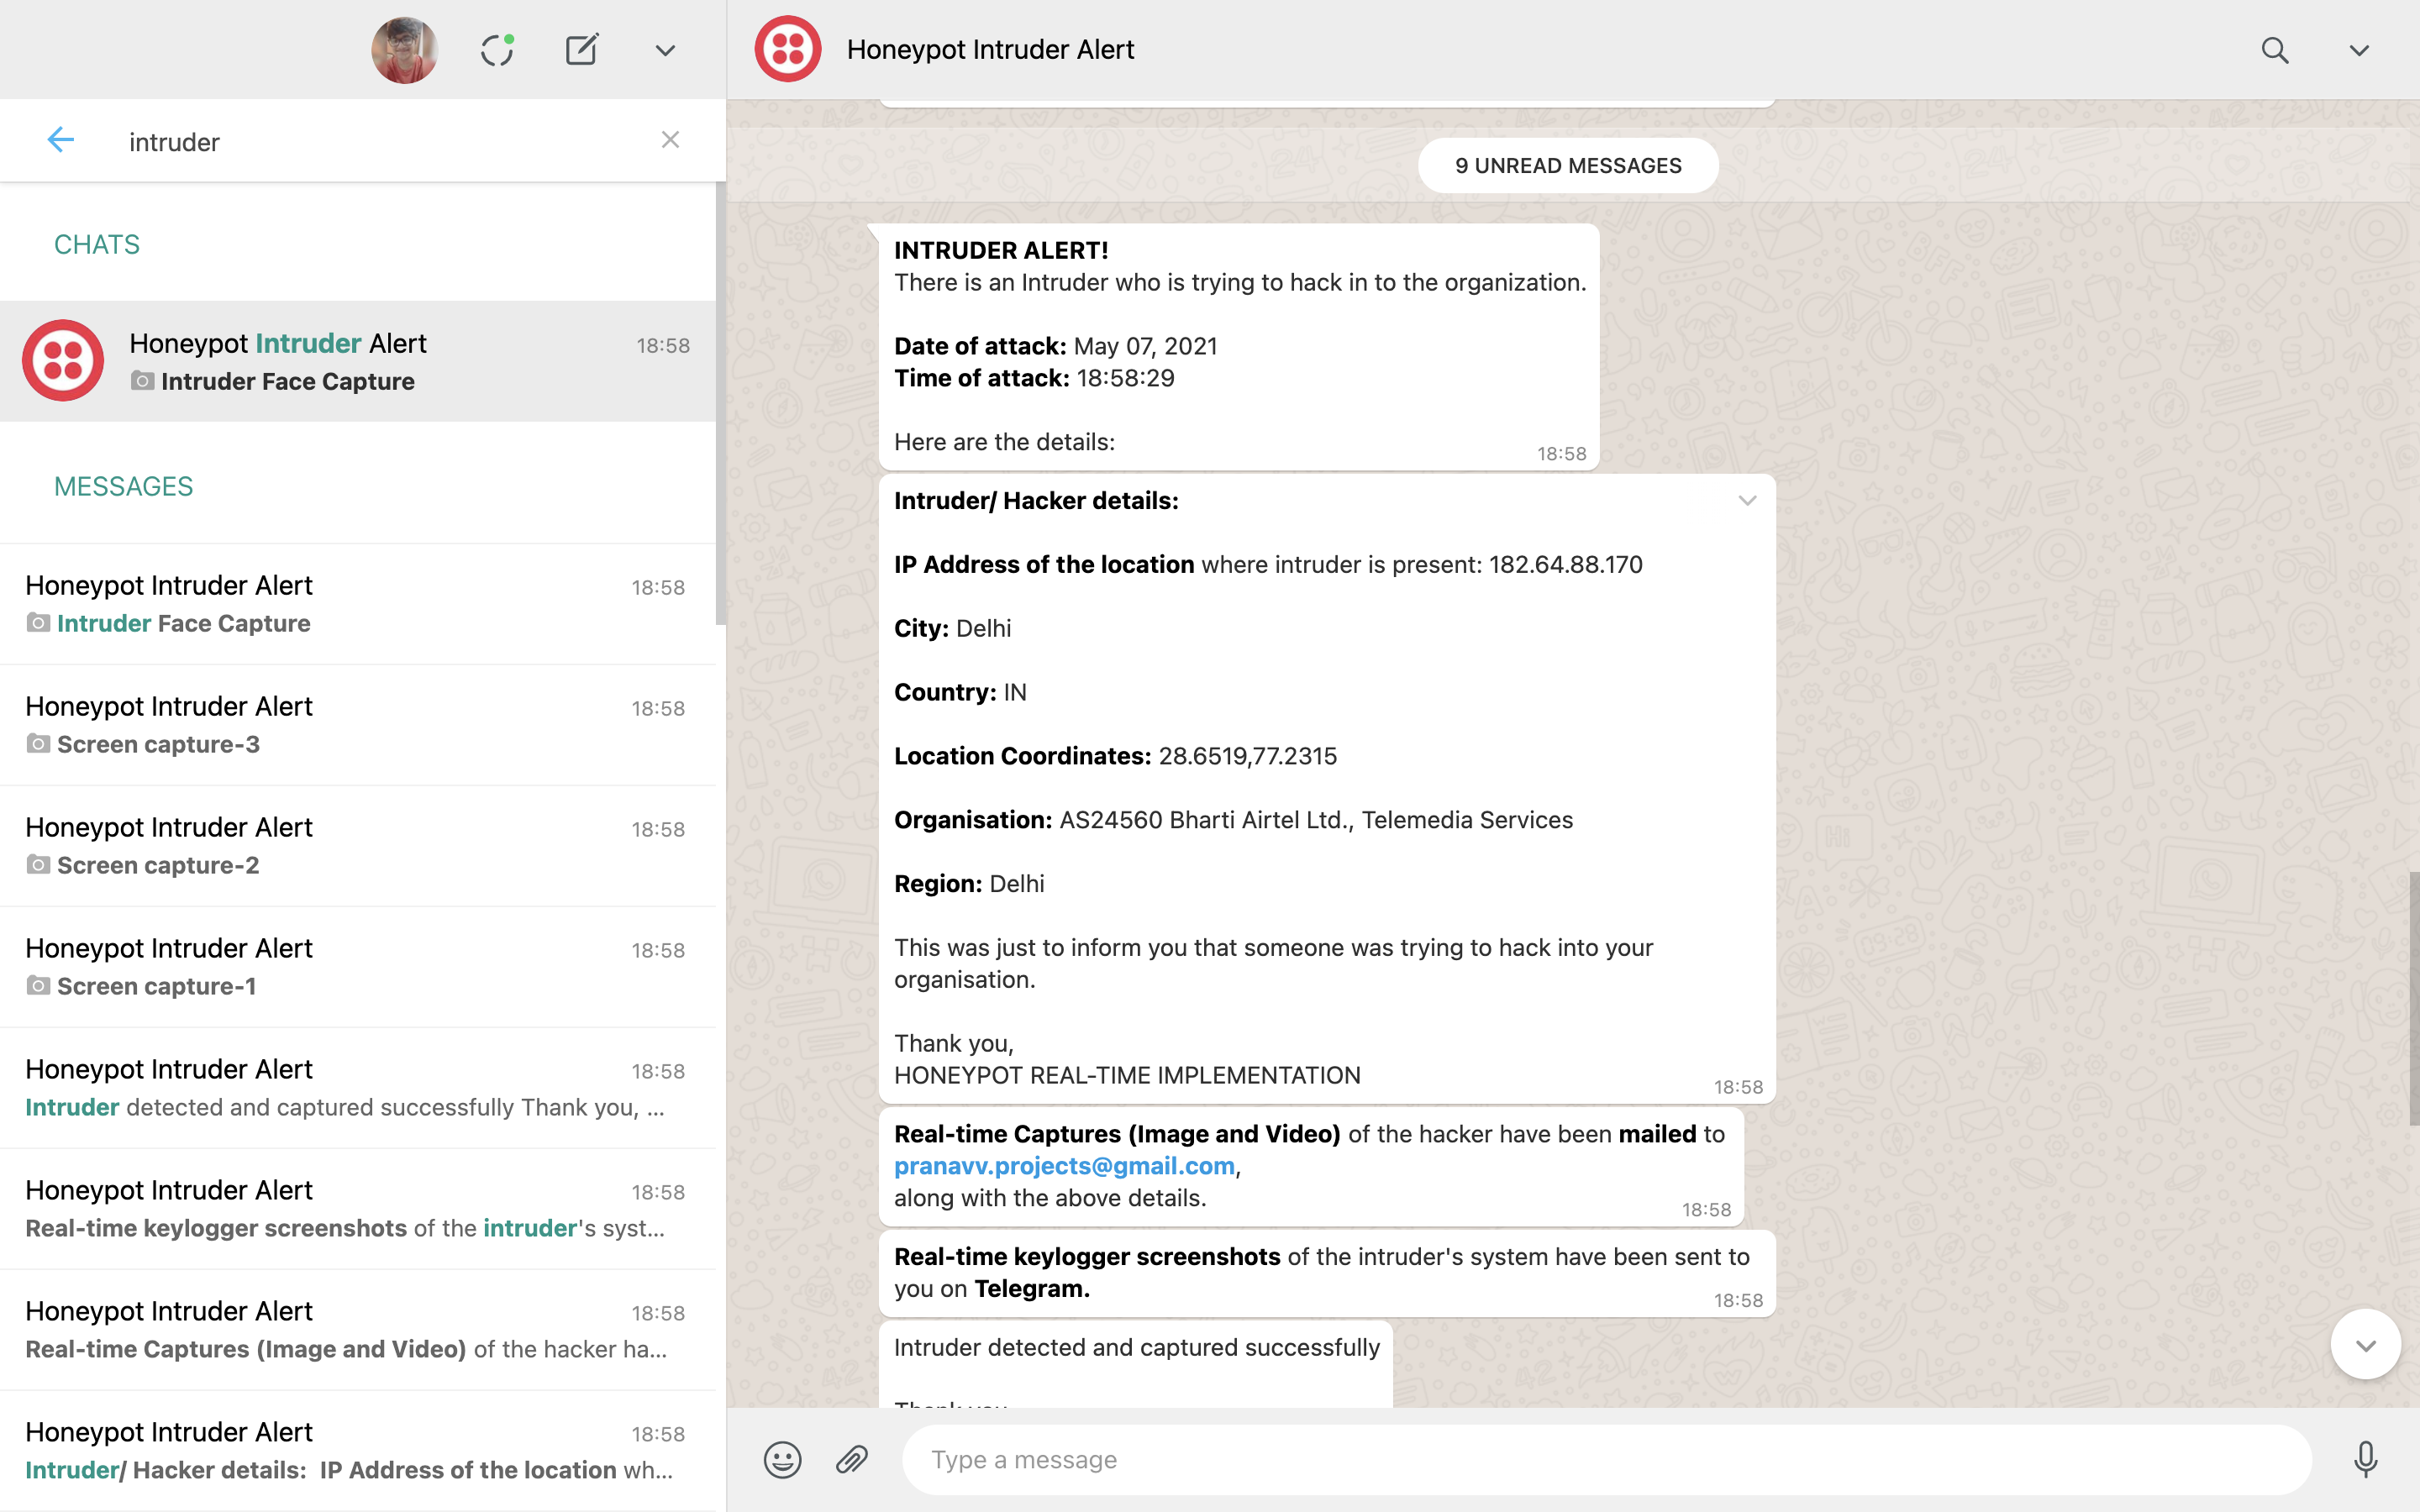 intruder
CHATS
Honeypot Intruder Alert
18:58
Intruder Face Capture
MESSAGES
Honeypot Intruder Alert
18:58
Intruder Face Capture
Honeypot Intruder Alert
18:58
Screen capture-3
Honeypot Intruder Alert
18:58
Screen capture-2
Honeypot Intruder Alert
18:58
Screen capture-1
Honeypot Intruder Alert
18:58
Intruder detected and captured successfully Thank you, ...
Honeypot Intruder Alert
18:58
Real-time keylogger screenshots of the intruder's syst...
Honeypot Intruder Alert
18:58
Real-time Captures (Image and Video) of the hacker ha...
Honeypot Intruder Alert
18:58
Intruder/ Hacker details: IP Address of the location wh...
Honeypot Intruder Alert
9 UNREAD MESSAGES
INTRUDER ALERT!
There is an Intruder who is trying to hack in to the organization.
Date of attack: May 07, 2021
Time of attack: 18:58:29
Here are the details:
18:58
Intruder/ Hacker details:
IP Address of the location where intruder is present: 182.64.88.170
City: Delhi
Country: IN
Location Coordinates: 28.6519,77.2315
Organisation: AS24560 Bharti Airtel Ltd., Telemedia Services
Region: Delhi
This was just to inform you that someone was trying to hack into your
organisation.
Thank you,
HONEYPOT REAL-TIME IMPLEMENTATION
18:58
Real-time Captures (Image and Video) of the hacker have been mailed to
pranavv.projects@gmail.com,
along with the above details.
18:58
Real-time keylogger screenshots of the intruder's system have been sent to
you on Telegram.
18:58
Intruder detected and captured successfully
Type a message